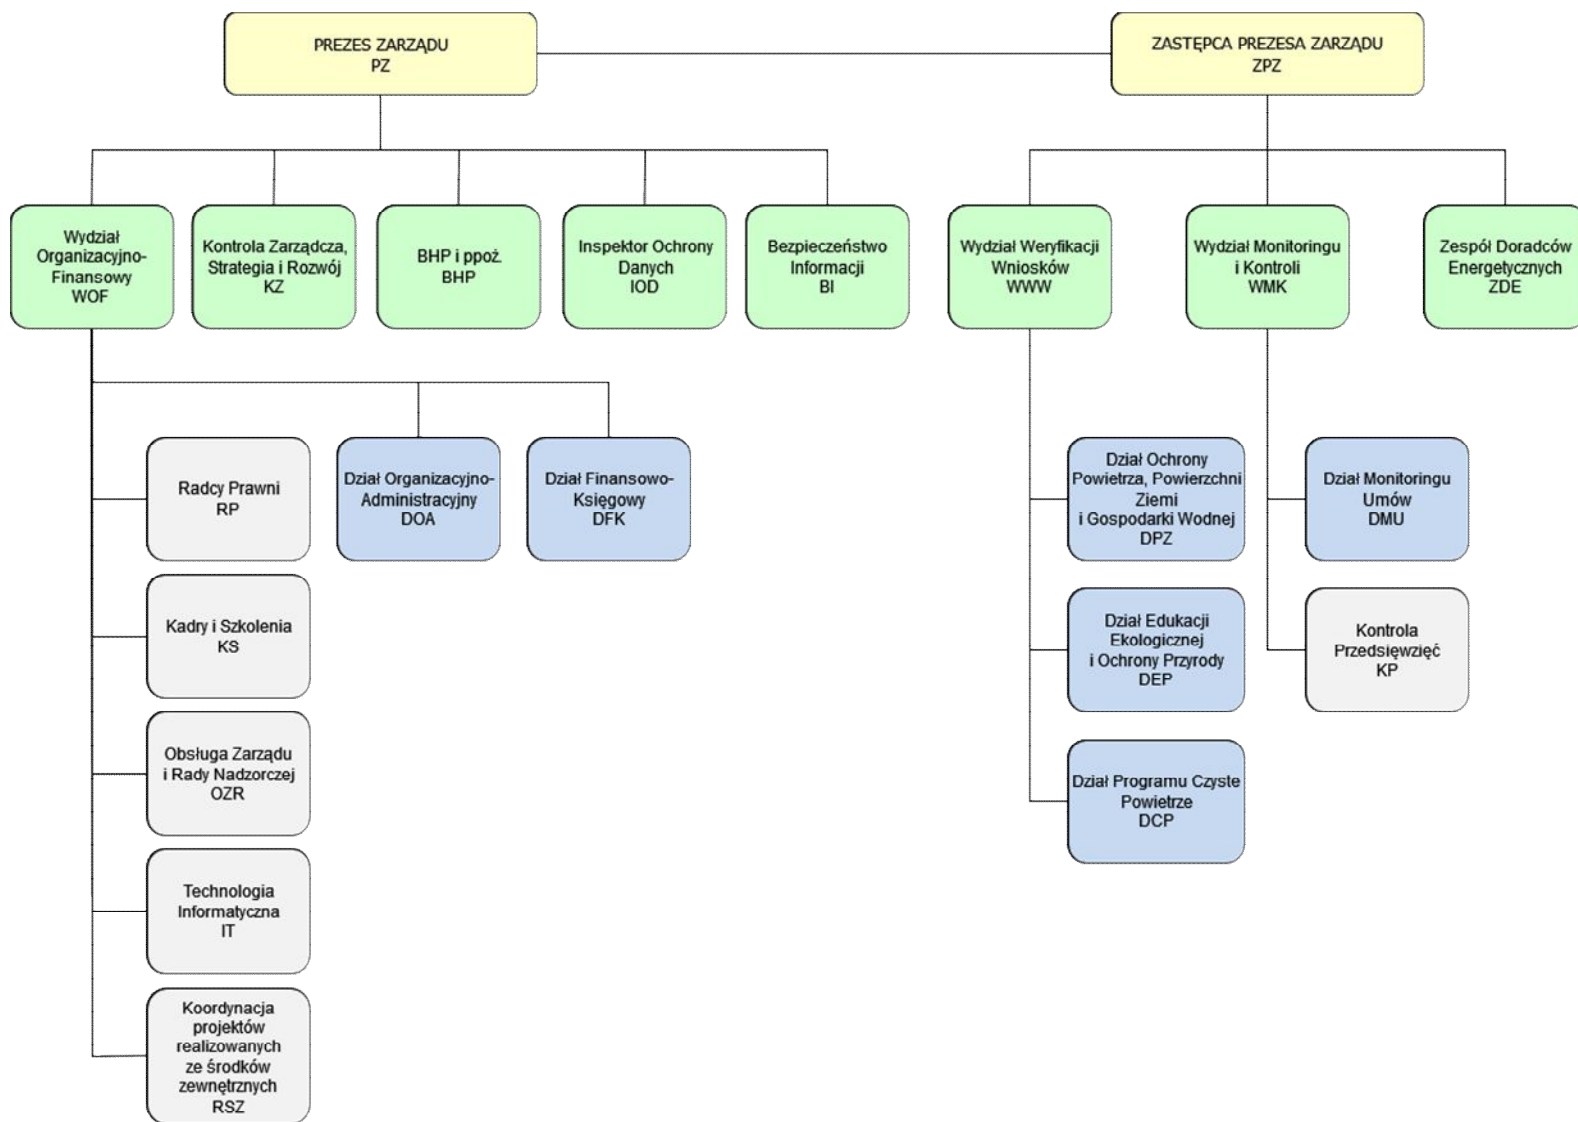 PREZES ZARZĄDU
PZ
ZASTĘPCA PREZESA ZARZĄDU
ZPZ
Wydział
Organizacyjno-
Finansowy
WOF
Kontrola Zarządcza,
Strategia i Rozwój
KZ
BHP i ppoż.
BHP
Inspektor Ochrony
Danych
IOD
Bezpieczeństwo
Informacji
BI
Wydział Weryfikacji
Wniosków
WWW
Wydział Monitoringu
i Kontroli
WMK
Zespół Doradców
Energetycznych
ZDE
Radcy Prawni
RP
Dział Organizacyjno-
Administracyjny
DOA
Dział Finansowo-
Księgowy
DFK
Dział Ochrony
Powietrza, Powierzchni
Ziemi
i Gospodarki Wodnej
DPZ
Dział Monitoringu
Umów
DMU
Kadry i Szkolenia
KS
Dział Edukacji
Ekologicznej
i Ochrony Przyrody
DEP
Kontrola
Przedsięwzięć
KP
Obsługa Zarządu
i Rady Nadzorczej
OZR
Dział Programu Czyste
Powietrze
DCP
Technologia
Informatyczna
IT
Koordynacja
projektów
realizowanych
ze środków
zewnętrznych
RSZ